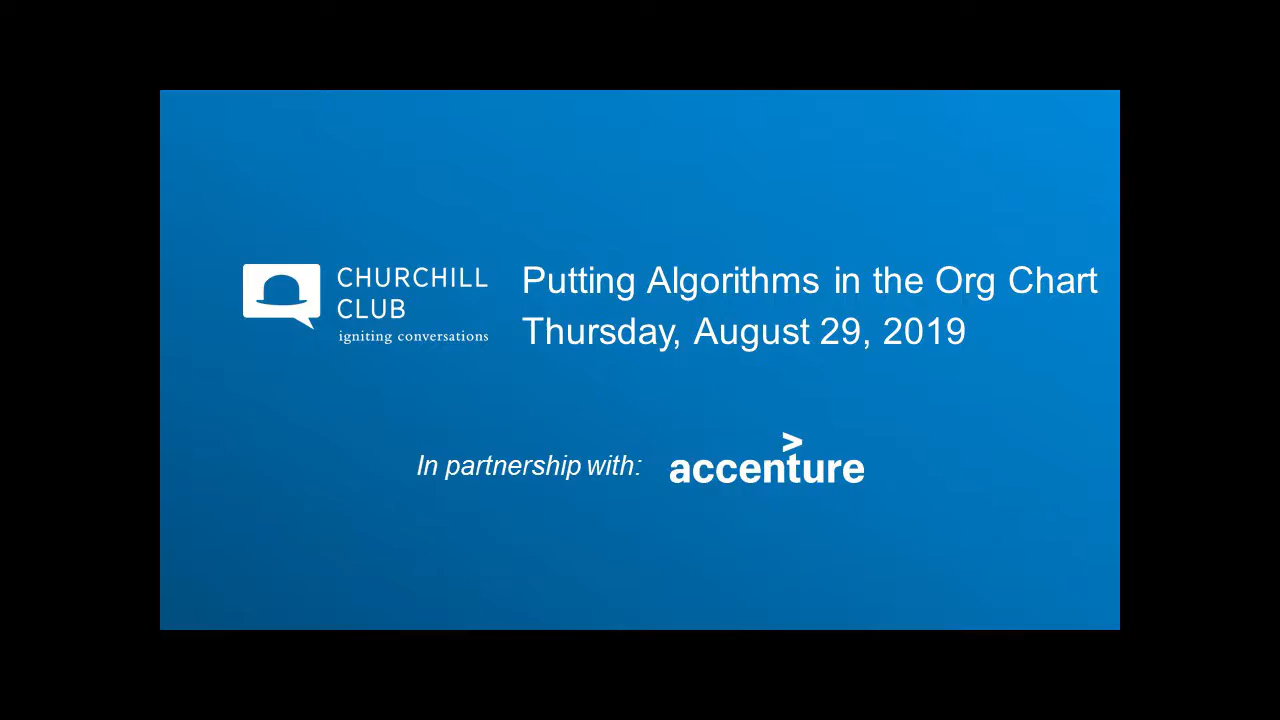 CHURCHILL
CLUB
igniting conversations
Putting Algorithms in the Org Chart
Thursday, August 29, 2019
In partnership with:
accenture